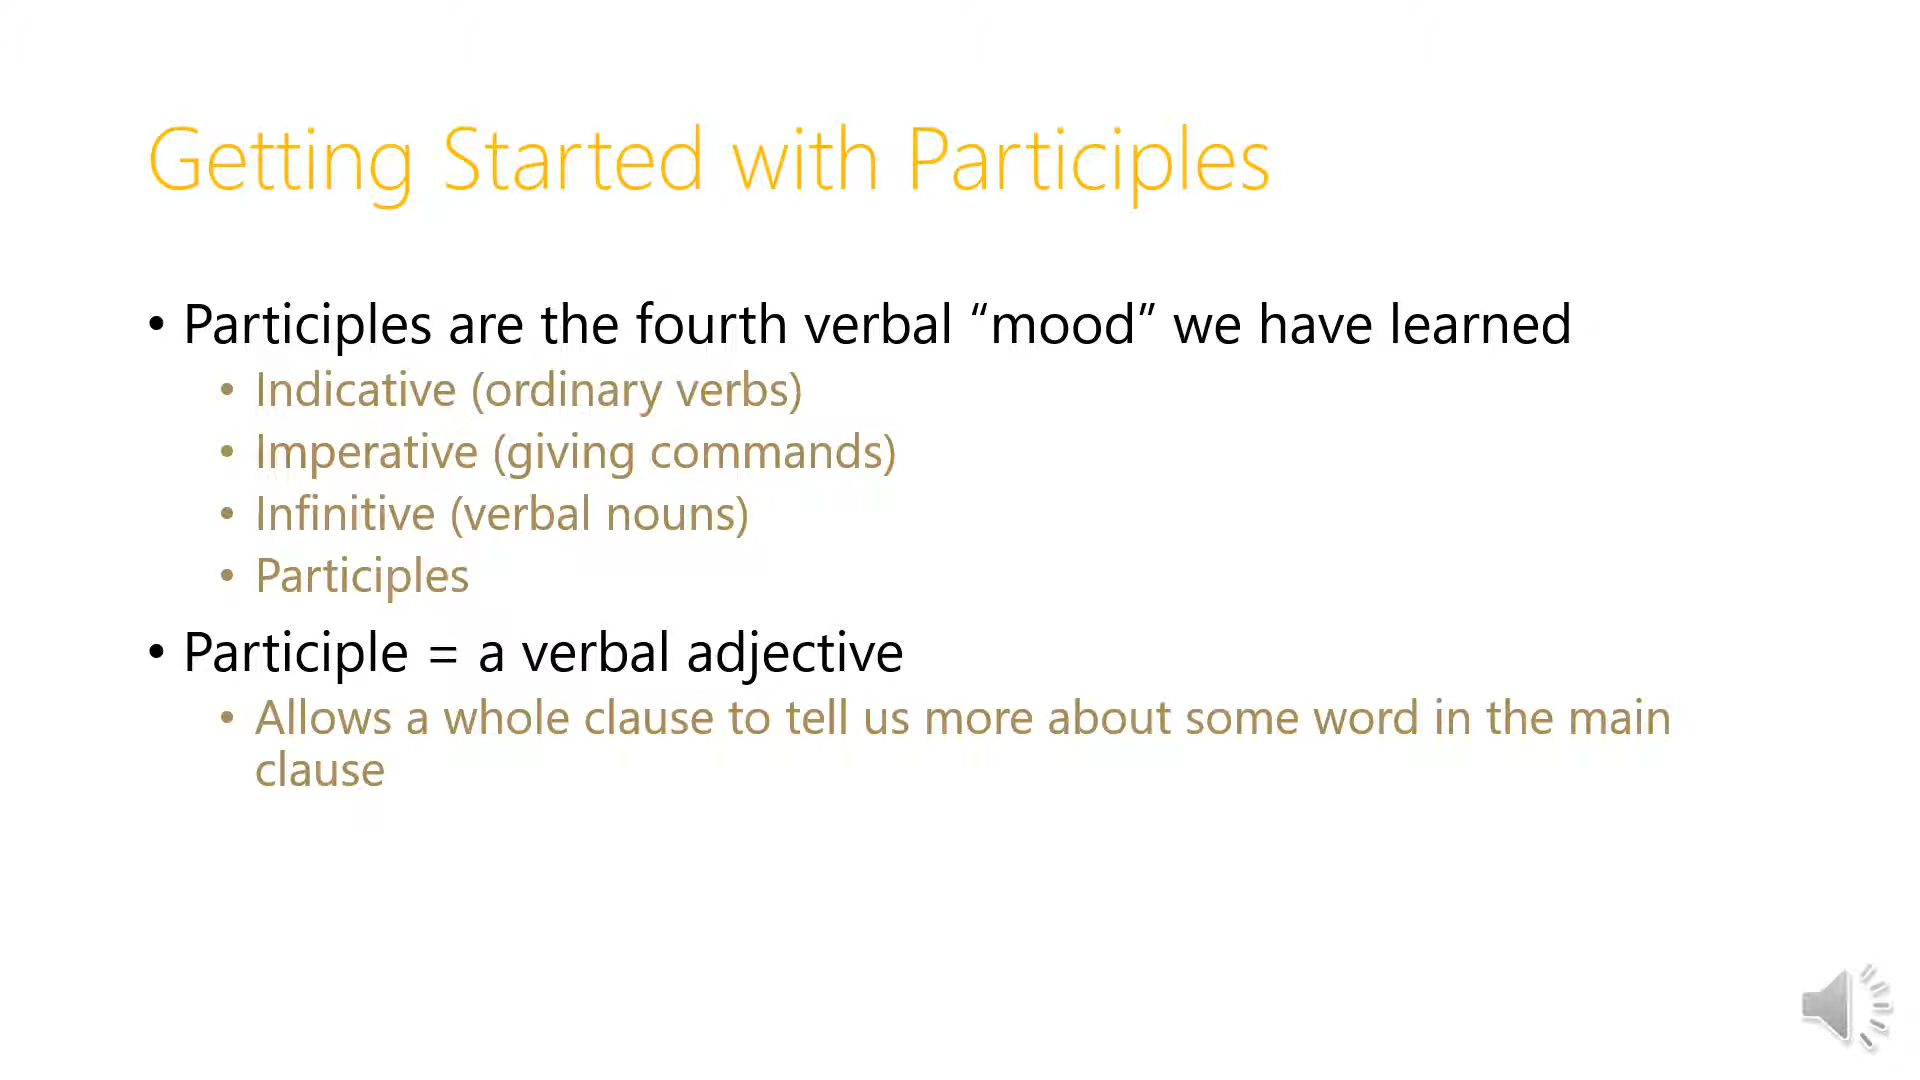 Getting Started with Participles
• Participles are the fourth verbal “mood” we have learned
• Indicative (ordinary verbs)
• Imperative (giving commands)
• Infinitive (verbal nouns)
• Participles
• Participle = a verbal adjective
• Allows a whole clause to tell us more about some word in the main
clause